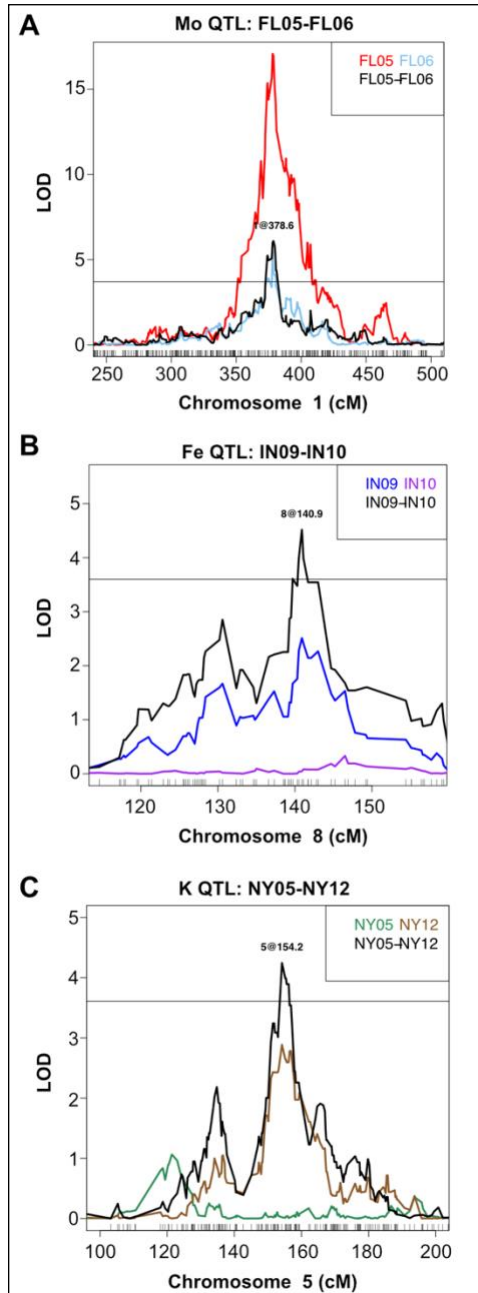 A
Mo QTL: FL05-FL06
FL05 FL06
FL05-FL06
15
10
5
0
LOD
1@378.6
250 300 350 400 450 500
Chromosome 1 (cM)
B
Fe QTL: IN09-IN10
IN09 IN10
IN09-IN10
5
4
3
2
1
0
LOD
8@140.9
120 130 140 150
Chromosome 8 (cM)
C
K QTL: NY05-NY12
NY05 NY12
NY05-NY12
5
4
3
2
1
0
LOD
5@154.2
100 120 140 160 180 200
Chromosome 5 (cM)